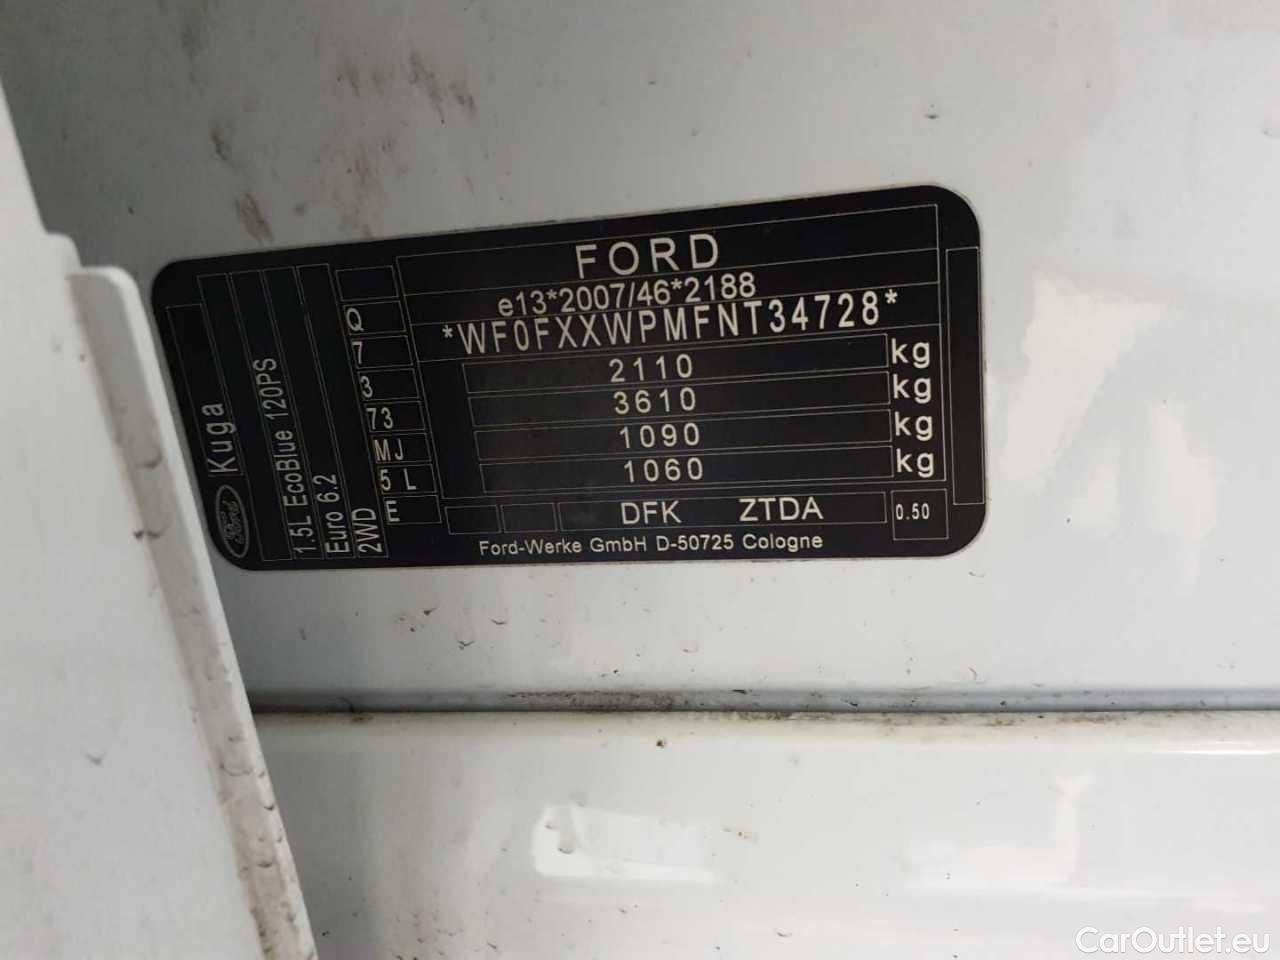 FORD
e13*2007/46*2188
*WF0FXXWPMFNT34728*
2110 kg
3610 kg
1090 kg
1060 kg
DFK ZTDA 0.50
Ford-Werke GmbH D-50725 Cologne
Q
7
3
73
MJ
5 L
E
Ford Kuga
1.5L EcoBlue 120PS
Euro 6.2
2WD
CarOutlet.eu